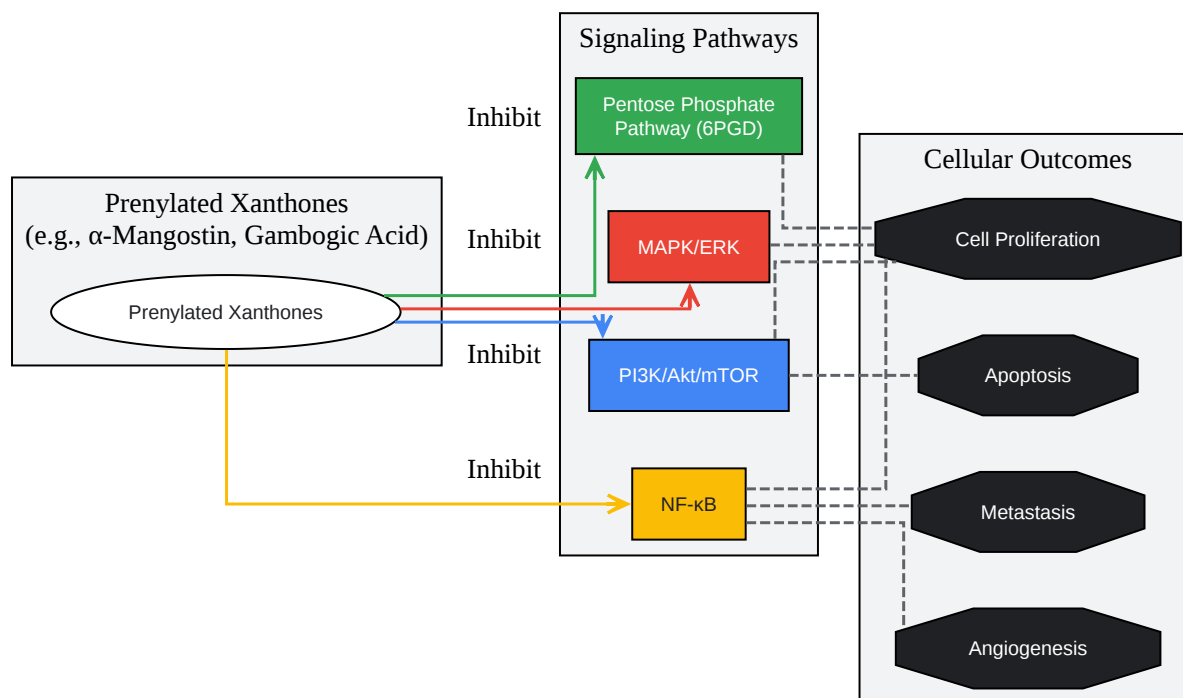 Prenylated Xanthones
(e.g., α-Mangostin, Gambogic Acid)
Prenylated Xanthones
Inhibit
Inhibit
Inhibit
Inhibit
Signaling Pathways
Pentose Phosphate
Pathway (6PGD)
MAPK/ERK
PI3K/Akt/mTOR
NF-κB
Cellular Outcomes
Cell Proliferation
Apoptosis
Metastasis
Angiogenesis